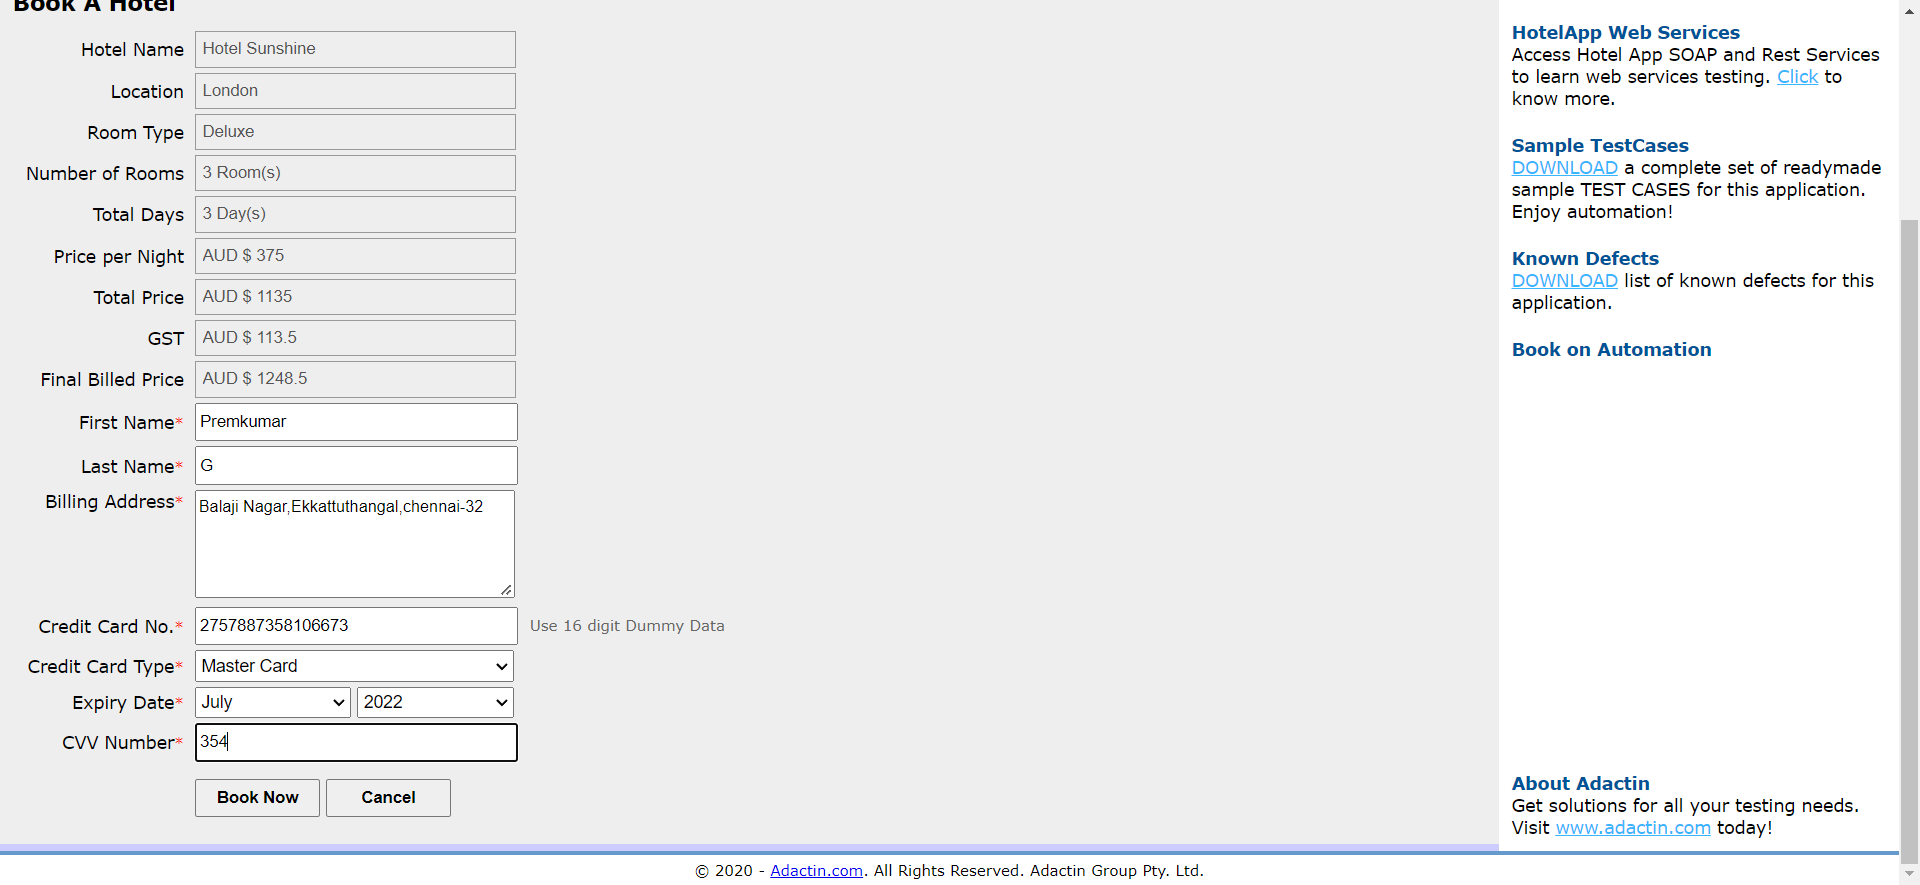 Book A Hotel
Hotel Name Hotel Sunshine
Location London
Room Type Deluxe
Number of Rooms 3 Room(s)
Total Days 3 Day(s)
Price per Night AUD $ 375
Total Price AUD $ 1135
GST AUD $ 113.5
Final Billed Price AUD $ 1248.5
First Name* Premkumar
Last Name* G
Billing Address* Balaji Nagar,Ekkattuthangal,chennai-32
Credit Card No.* 2757887358106673 Use 16 digit Dummy Data
Credit Card Type* Master Card
Expiry Date* July 2022
CVV Number* 354
Book Now Cancel
HotelApp Web Services
Access Hotel App SOAP and Rest Services
to learn web services testing. Click to
know more.
Sample TestCases
DOWNLOAD a complete set of readymade
sample TEST CASES for this application.
Enjoy automation!
Known Defects
DOWNLOAD list of known defects for this
application.
Book on Automation
About Adactin
Get solutions for all your testing needs.
Visit www.adactin.com today!
© 2020 - Adactin.com. All Rights Reserved. Adactin Group Pty. Ltd.